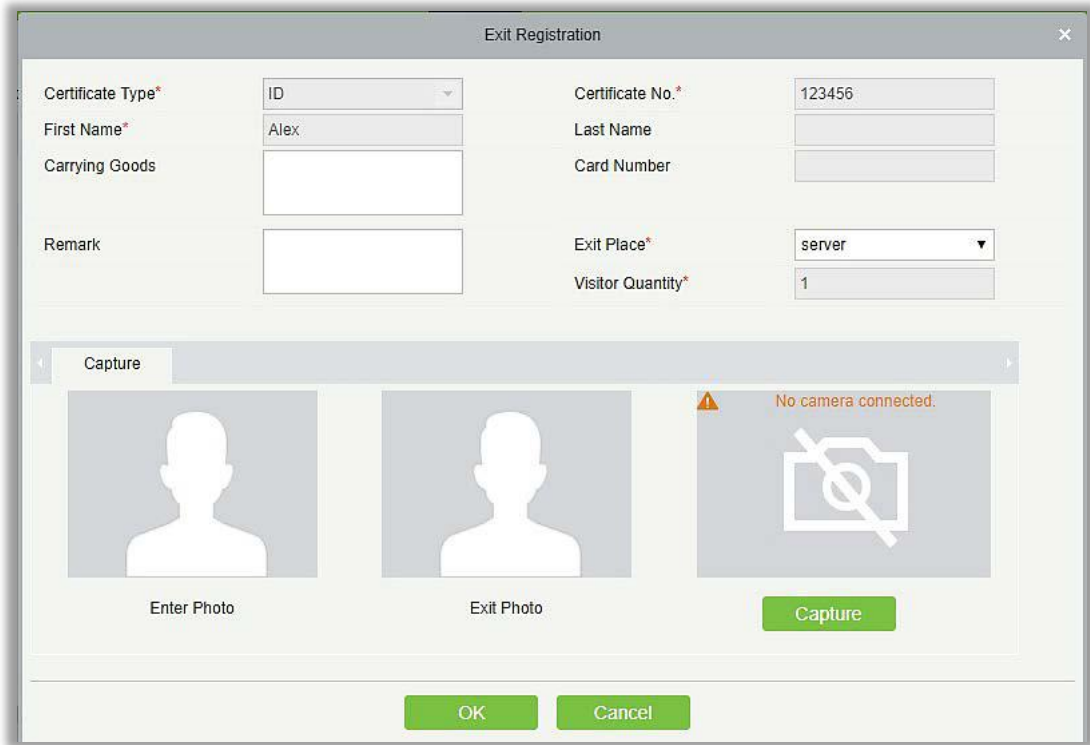 Exit Registration ×
Certificate Type* ID Certificate No.* 123456
First Name* Alex Last Name
Carrying Goods Card Number
Remark Exit Place* server
Visitor Quantity* 1
Capture
No camera connected.
Enter Photo Exit Photo Capture
OK Cancel